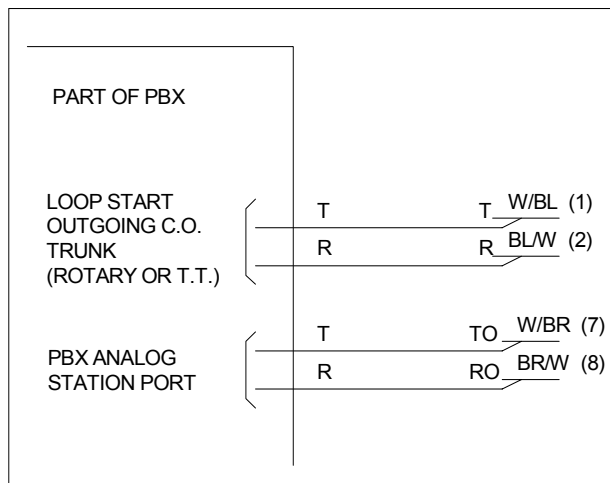 PART OF PBX
LOOP START
OUTGOING C.O.
TRUNK
(ROTARY OR T.T.)
T T W/BL (1)
R R BL/W (2)
PBX ANALOG
STATION PORT
T TO W/BR (7)
R RO BR/W (8)